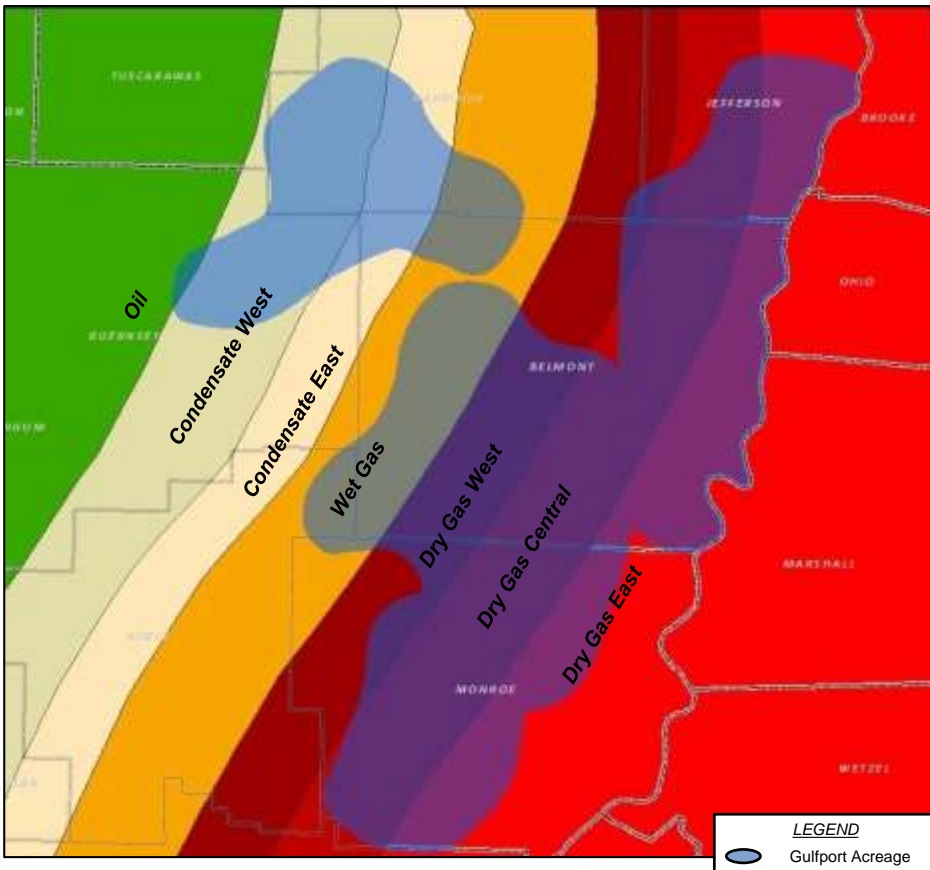 TUSCARAWAS
JEFFERSON
BROOKE
OHIO
Oil
GUERNSEY
Condensate West
Condensate East
BELMONT
Wet Gas
Dry Gas West
Dry Gas Central
Dry Gas East
MARSHALL
MONROE
WETZEL
LEGEND
Gulfport Acreage